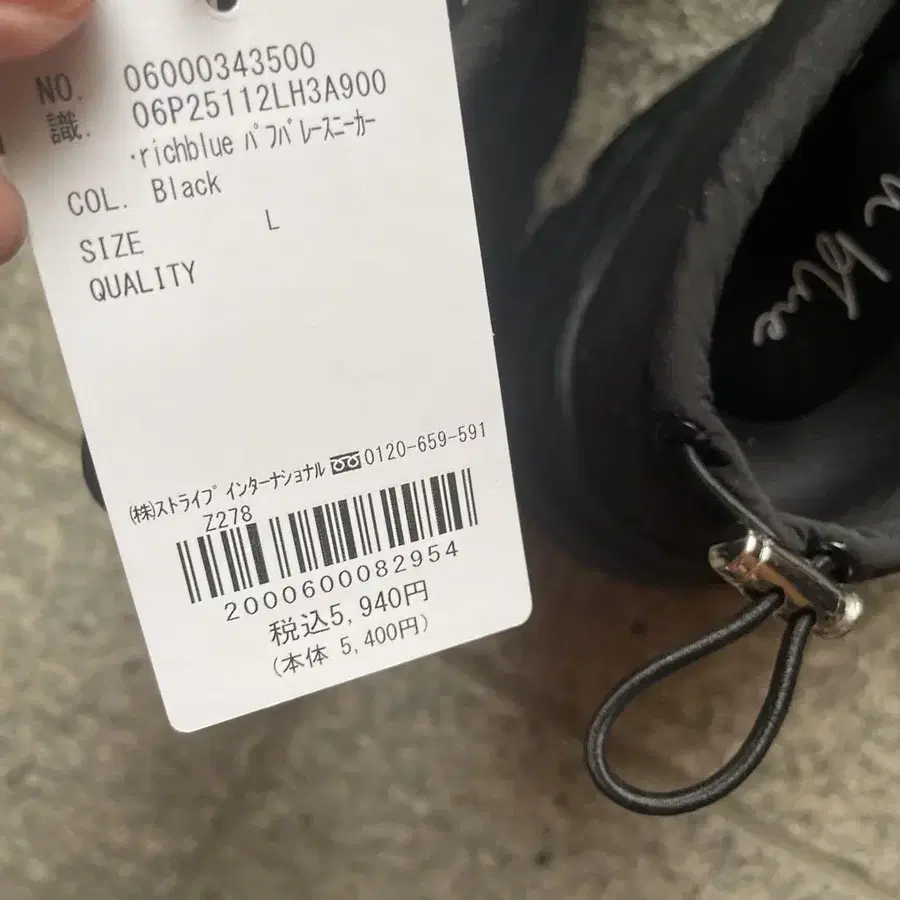 NO. 06000343500
識. 06P25112LH3A900
･richblue ﾊﾟﾌﾊﾞﾚｰｽﾆｰｶｰ
COL. Black
SIZE L
QUALITY
㈱ｽﾄﾗｲﾌﾟ ｲﾝﾀｰﾅｼｮﾅﾙ 0120-659-591
Z278
2000600082954
税込5,940円
(本体 5,400円)
blue